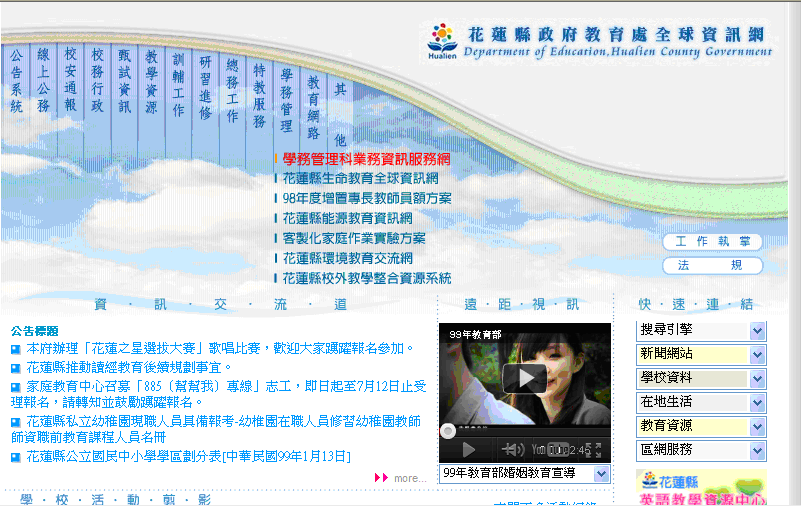 花蓮縣政府教育處全球資訊網
Department of Education, Hualien County Government
Hualien
公告系統
線上公務
校安通報
校務行政
甄試資訊
教學資源
訓輔工作
研習進修
總務工作
特教服務
學務管理
教育網路
其他
學務管理科業務資訊服務網
花蓮縣生命教育全球資訊網
98年度增置專長教師員額方案
花蓮縣能源教育資訊網
客製化家庭作業實驗方案
花蓮縣環境教育交流網
花蓮縣校外教學整合資源系統
工作執掌
法規
資·訊·交·流·道
公告標題
本府辦理「花蓮之星選拔大賽」歌唱比賽，歡迎大家踴躍報名參加。
花蓮縣推動讀經教育後續規劃事宜。
家庭教育中心召募「885〔幫幫我〕專線」志工，即日起至7月12日止受
理報名，請轉知並鼓勵踴躍報名。
花蓮縣私立幼稚園現職人員具備報考-幼稚園在職人員修習幼稚園教師
師資職前教育課程人員名冊
花蓮縣公立國民中小學學區劃分表[中華民國99年1月13日]
more...
遠·距·視·訊
99年教育部
99年教育部婚姻教育宣導
快·速·連·結
搜尋引擎
新聞網站
學校資料
在地生活
教育資源
區網服務
花蓮縣
英語教學資源中心
學·校·活·動·剪·影